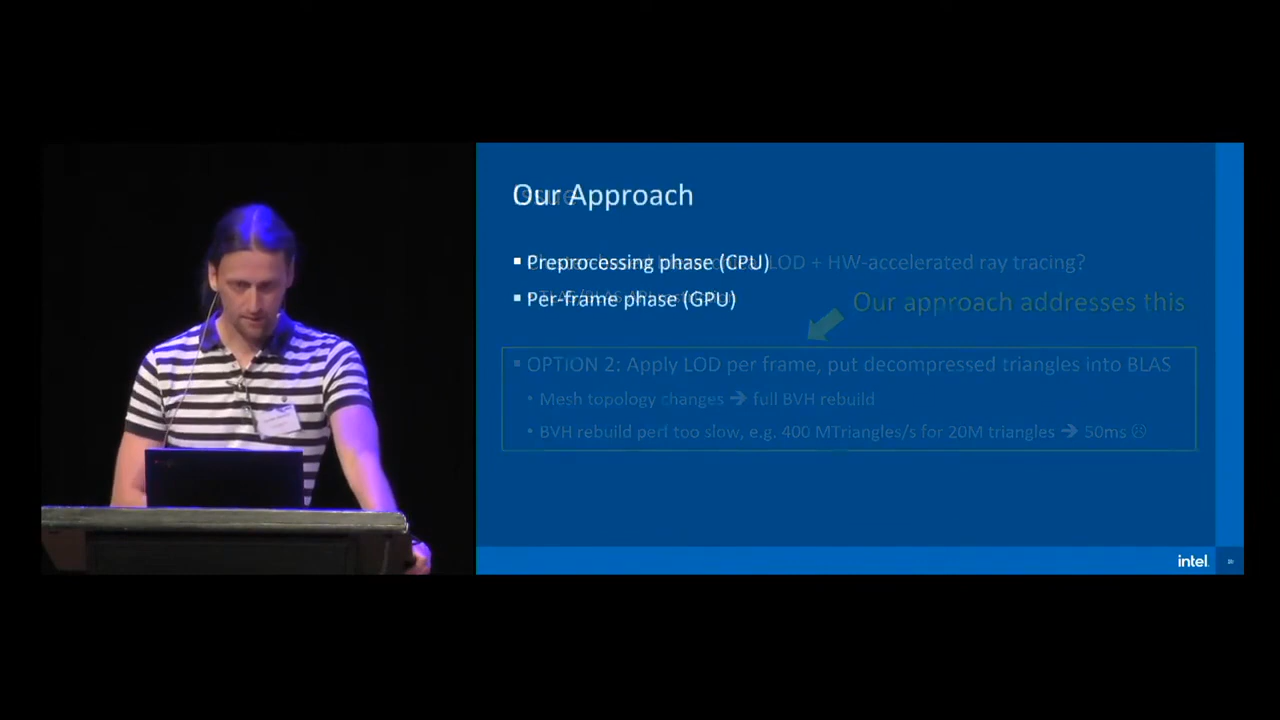 Our Approach
Issue
▪ Preprocessing phase (CPU)
LOD + HW-accelerated ray tracing?
▪ Per-frame phase (GPU)
Our approach addresses this
▪ OPTION 2: Apply LOD per frame, put decompressed triangles into BLAS
• Mesh topology changes → full BVH rebuild
• BVH rebuild perf too slow, e.g. 400 MTriangles/s for 20M triangles → 50ms ☹
intel.